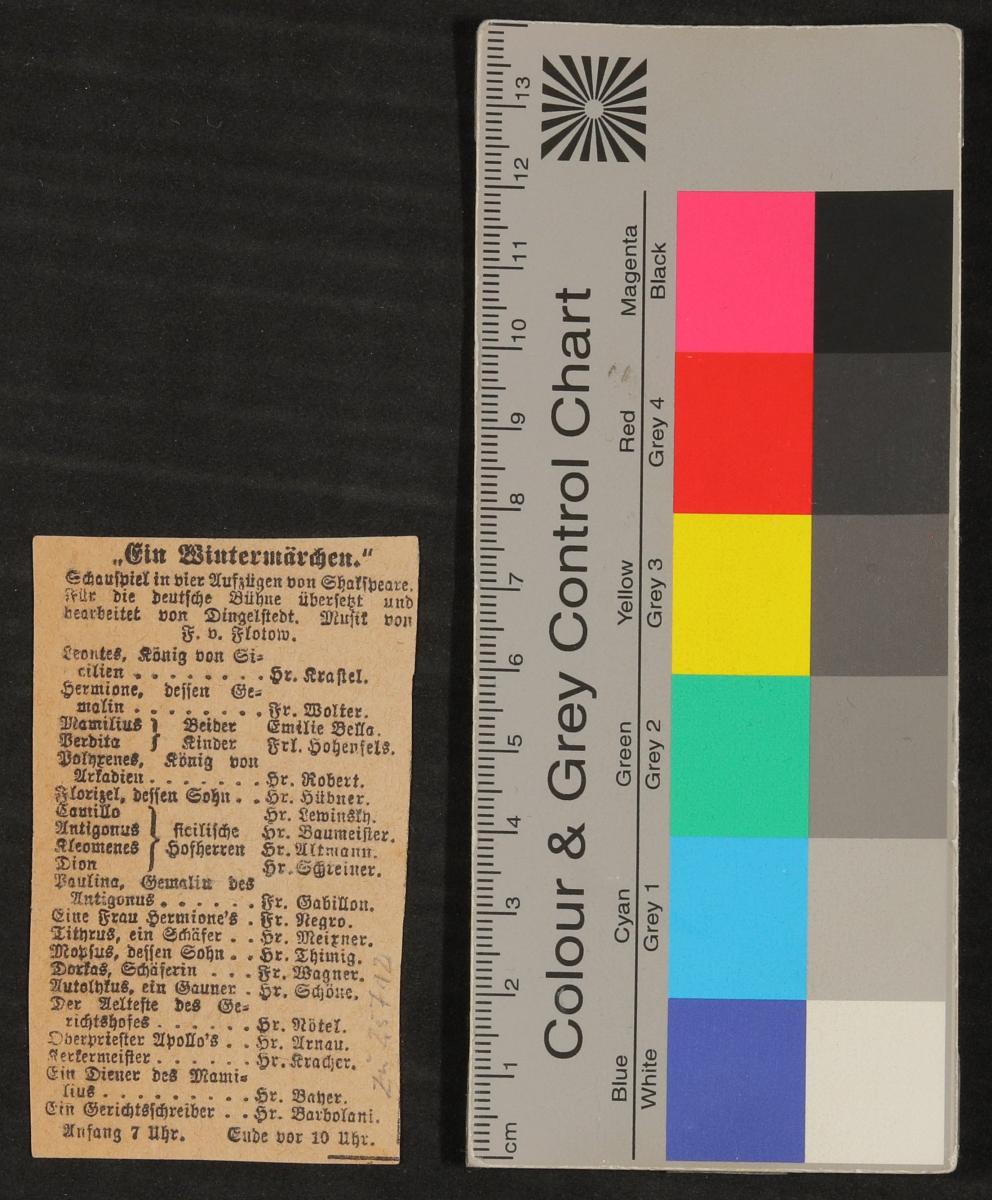 „Ein Wintermärchen.“
Schauspiel in vier Aufzügen von Shakspeare.
Für die deutsche Bühne übersetzt und
bearbeitet von Dingelstedt. Musik von
F. v. Flotow.
Leontes, König von Si=
cilien . . . . . . . . Hr. Krastel.
Hermione, dessen Ge=
malin . . . . . . . . Fr. Wolter.
Mamilius } Beider Emilie Bella.
Perdita } Kinder Frl. Hohenfels.
Polyxenes, König von
Arkadien . . . . . . . Hr. Robert.
Florizel, dessen Sohn . . Hr. Hübner.
Camillo } Hr. Lewinsky.
Antigonus } sicilische Hr. Baumeister.
Kleomenes } Hofherren Hr. Altmann.
Dion } Hr. Schreiner.
Paulina, Gemalin des
Antigonus . . . . . . Fr. Gabillon.
Eine Frau Hermione's . Fr. Negro.
Tithrus, ein Schäfer . . Hr. Meixner.
Mopsus, dessen Sohn . . Hr. Thimig.
Dorkas, Schäferin . . . Fr. Wagner.
Autolykus, ein Gauner . Hr. Schöne.
Der Aelteste des Ge=
richtshofes . . . . . . Hr. Nötel.
Oberpriester Apollo's . . Hr. Arnau.
Kerkermeister . . . . . . Hr. Kracher.
Ein Diener des Mami=
lius . . . . . . . . . Hr. Bayer.
Ein Gerichtsschreiber . . Hr. Barbolani.
Anfang 7 Uhr. Ende vor 10 Uhr.
Colour & Grey Control Chart
Blue Cyan Green Yellow Red Magenta
White Grey 1 Grey 2 Grey 3 Grey 4 Black
cm 1 2 3 4 5 6 7 8 9 10 11 12 13